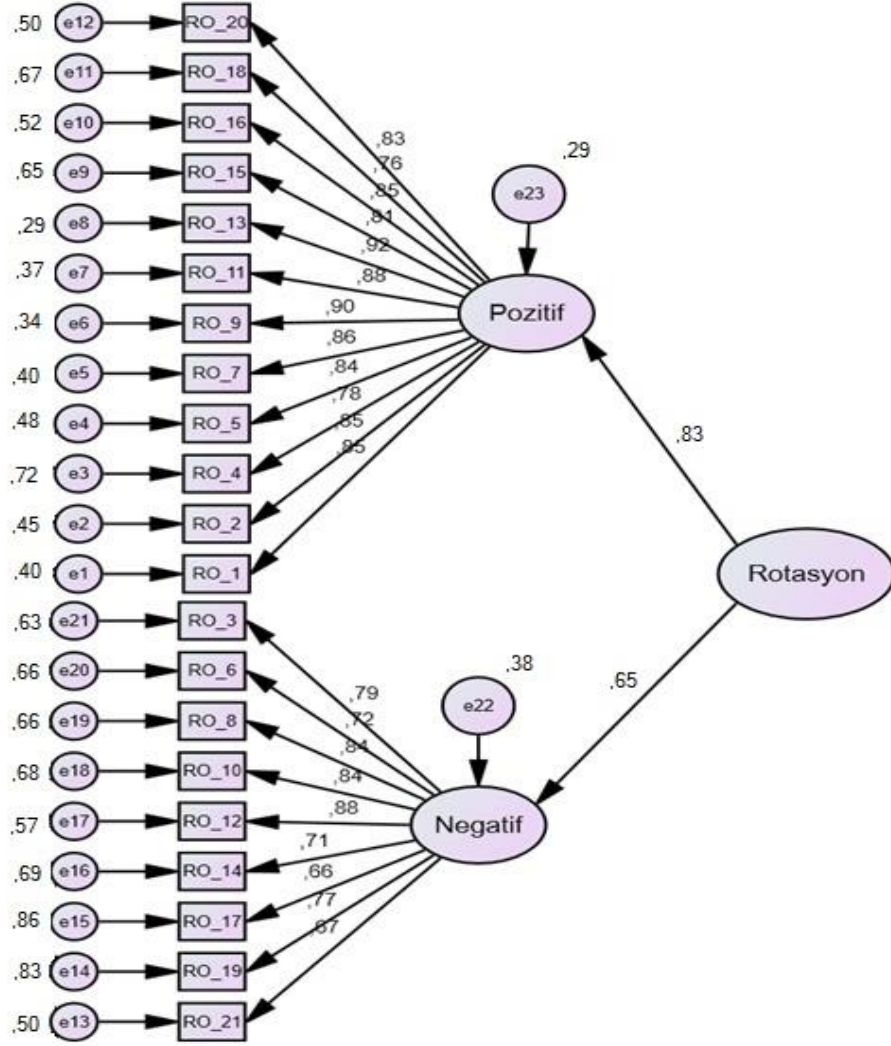 ,50 e12 RO_20
,67 e11 RO_18
,52 e10 RO_16
,65 e9 RO_15
,29 e8 RO_13
,37 e7 RO_11
,34 e6 RO_9
,40 e5 RO_7
,48 e4 RO_5
,72 e3 RO_4
,45 e2 RO_2
,40 e1 RO_1
,83
,76
,85
,81
,92
,88
,90
,86
,84
,78
,85
,85
,29
e23
Pozitif
,83
Rotasyon
,65
,63 e21 RO_3
,66 e20 RO_6
,66 e19 RO_8
,68 e18 RO_10
,57 e17 RO_12
,69 e16 RO_14
,86 e15 RO_17
,83 e14 RO_19
,50 e13 RO_21
,79
,72
,84
,84
,88
,71
,66
,77
,67
,38
e22
Negatif